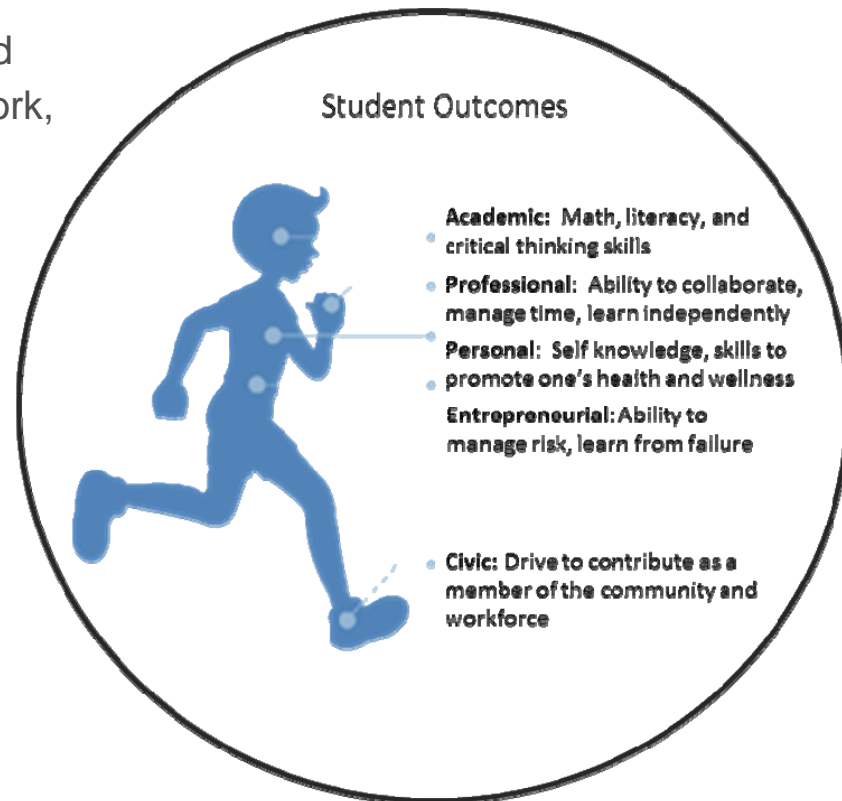 d
ork,
Student Outcomes
Academic: Math, literacy, and
critical thinking skills
Professional: Ability to collaborate,
manage time, learn independently
Personal: Self knowledge, skills to
promote one's health and wellness
Entrepreneurial: Ability to
manage risk, learn from failure
Civic: Drive to contribute as a
member of the community and
workforce